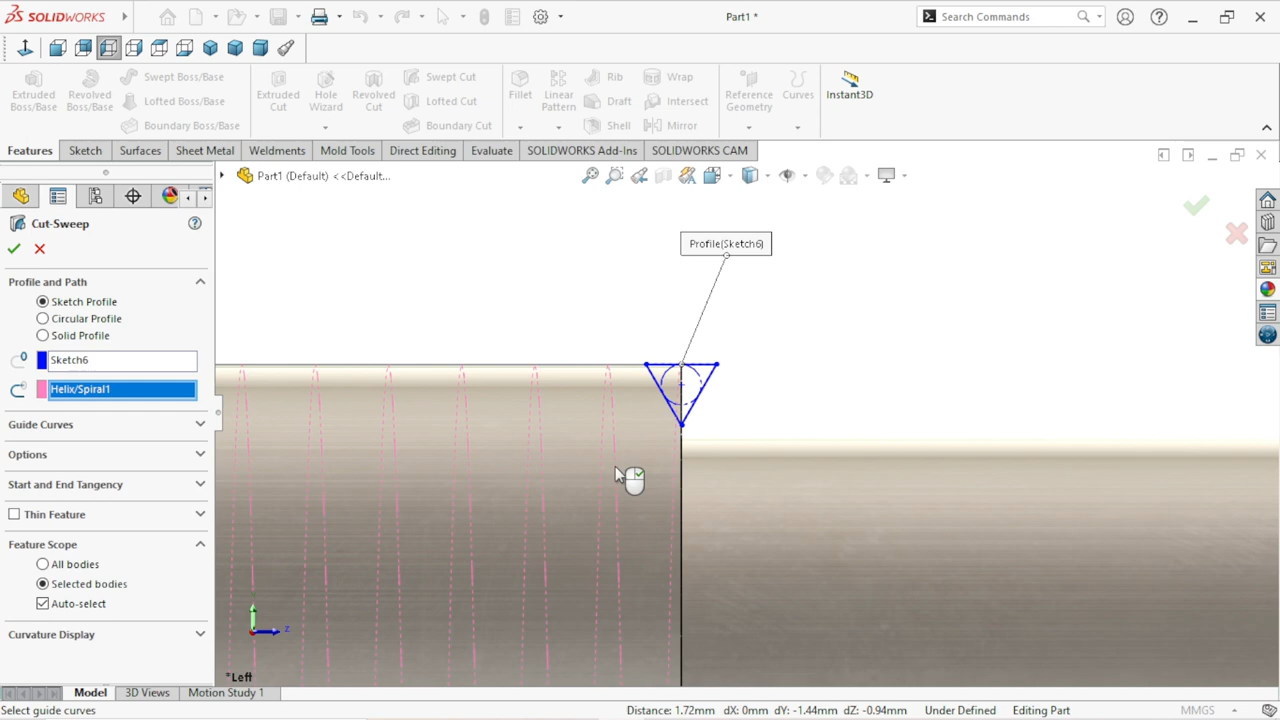 SOLIDWORKS
Part1 *
Search Commands
Extruded Boss/Base
Revolved Boss/Base
Swept Boss/Base
Lofted Boss/Base
Boundary Boss/Base
Extruded Cut
Hole Wizard
Revolved Cut
Swept Cut
Lofted Cut
Boundary Cut
Fillet
Linear Pattern
Rib
Draft
Shell
Wrap
Intersect
Mirror
Reference Geometry
Curves
Instant3D
Features
Sketch
Surfaces
Sheet Metal
Weldments
Mold Tools
Direct Editing
Evaluate
SOLIDWORKS Add-Ins
SOLIDWORKS CAM
Part1 (Default) <<Default...
Cut-Sweep
Profile and Path
Sketch Profile
Circular Profile
Solid Profile
Sketch6
Helix/Spiral1
Guide Curves
Options
Start and End Tangency
Thin Feature
Feature Scope
All bodies
Selected bodies
Auto-select
Curvature Display
Profile(Sketch6)
z
*Left
Model
3D Views
Motion Study 1
Select guide curves
Distance: 1.72mm dX: 0mm dY: -1.44mm dZ: -0.94mm
Under Defined
Editing Part
MMGS